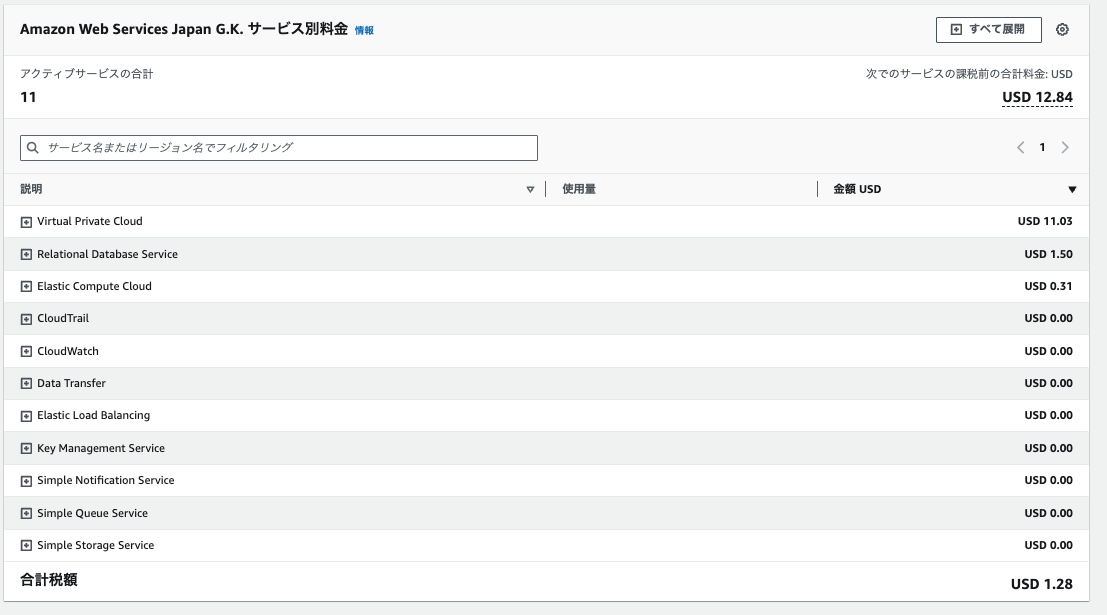 Amazon Web Services Japan G.K. サービス別料金 情報
すべて展開
アクティブサービスの合計
次でのサービスの課税前の合計料金: USD
11
USD 12.84
サービス名またはリージョン名でフィルタリング
1
説明 使用量 金額 USD
Virtual Private Cloud USD 11.03
Relational Database Service USD 1.50
Elastic Compute Cloud USD 0.31
CloudTrail USD 0.00
CloudWatch USD 0.00
Data Transfer USD 0.00
Elastic Load Balancing USD 0.00
Key Management Service USD 0.00
Simple Notification Service USD 0.00
Simple Queue Service USD 0.00
Simple Storage Service USD 0.00
合計税額 USD 1.28